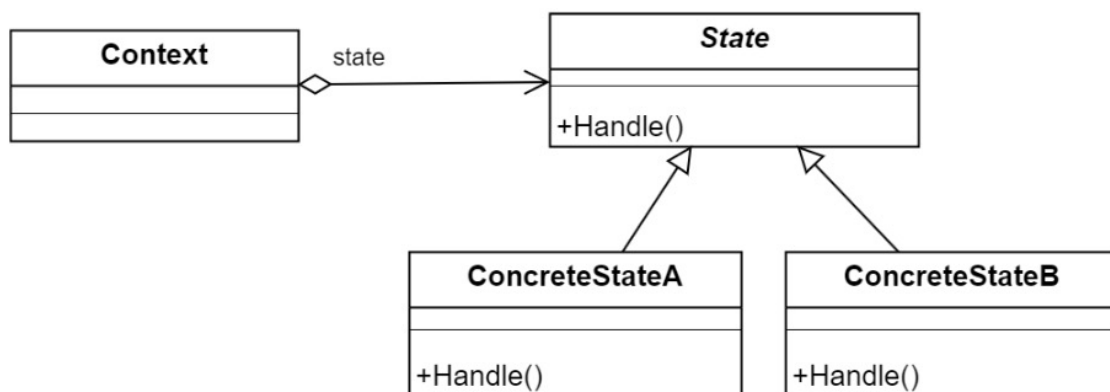 Context
state
State
+Handle()
ConcreteStateA
+Handle()
ConcreteStateB
+Handle()